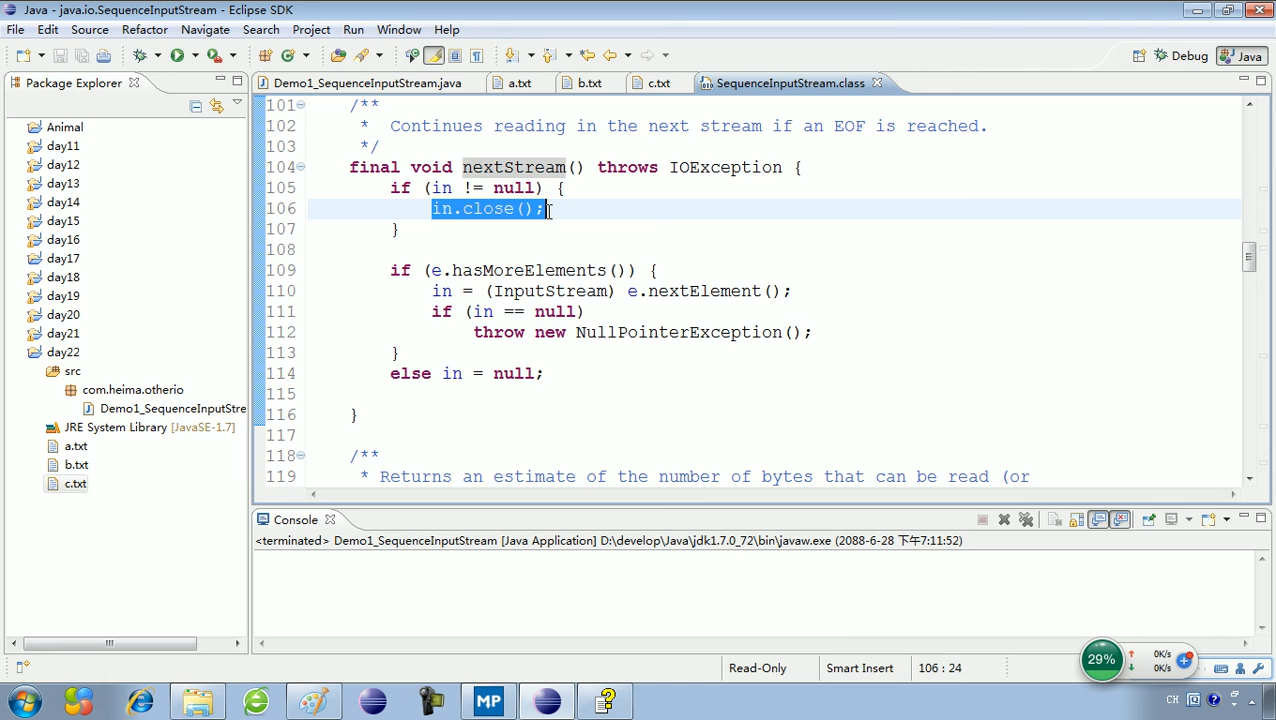 Java - java.io.SequenceInputStream - Eclipse SDK
File Edit Source Refactor Navigate Search Project Run Window Help
Debug Java
Package Explorer
Demo1_SequenceInputStream.java a.txt b.txt c.txt SequenceInputStream.class
Animal
day11
day12
day13
day14
day15
day16
day17
day18
day19
day20
day21
day22
src
com.heima.otherio
Demo1_SequenceInputStre
JRE System Library [JavaSE-1.7]
a.txt
b.txt
c.txt
101 /**
102 * Continues reading in the next stream if an EOF is reached.
103 */
104 final void nextStream() throws IOException {
105 if (in != null) {
106 in.close();
107 }
108
109 if (e.hasMoreElements()) {
110 in = (InputStream) e.nextElement();
111 if (in == null)
112 throw new NullPointerException();
113 }
114 else in = null;
115
116 }
117
118 /**
119 * Returns an estimate of the number of bytes that can be read (or
Console
<terminated> Demo1_SequenceInputStream [Java Application] D:\develop\Java\jdk1.7.0_72\bin\javaw.exe (2088-6-28 下午7:11:52)
Read-Only Smart Insert 106 : 24
29% 0K/s
0K/s
MP CK